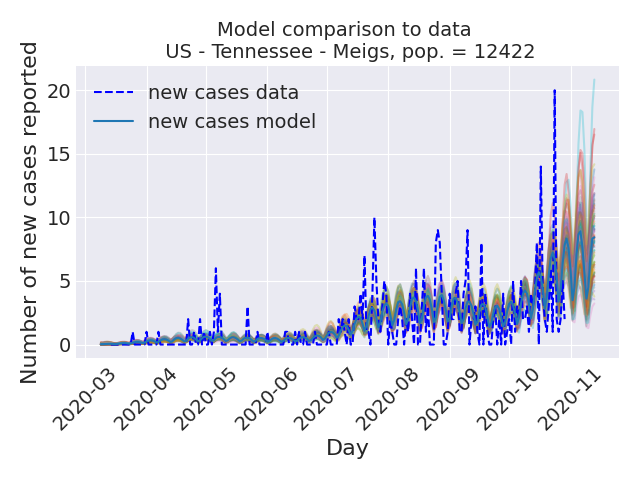 Model comparison to data
US - Tennessee - Meigs, pop. = 12422
new cases data
new cases model
Number of new cases reported
20
15
10
5
0
2020-03
2020-04
2020-05
2020-06
2020-07
2020-08
2020-09
2020-10
2020-11
Day